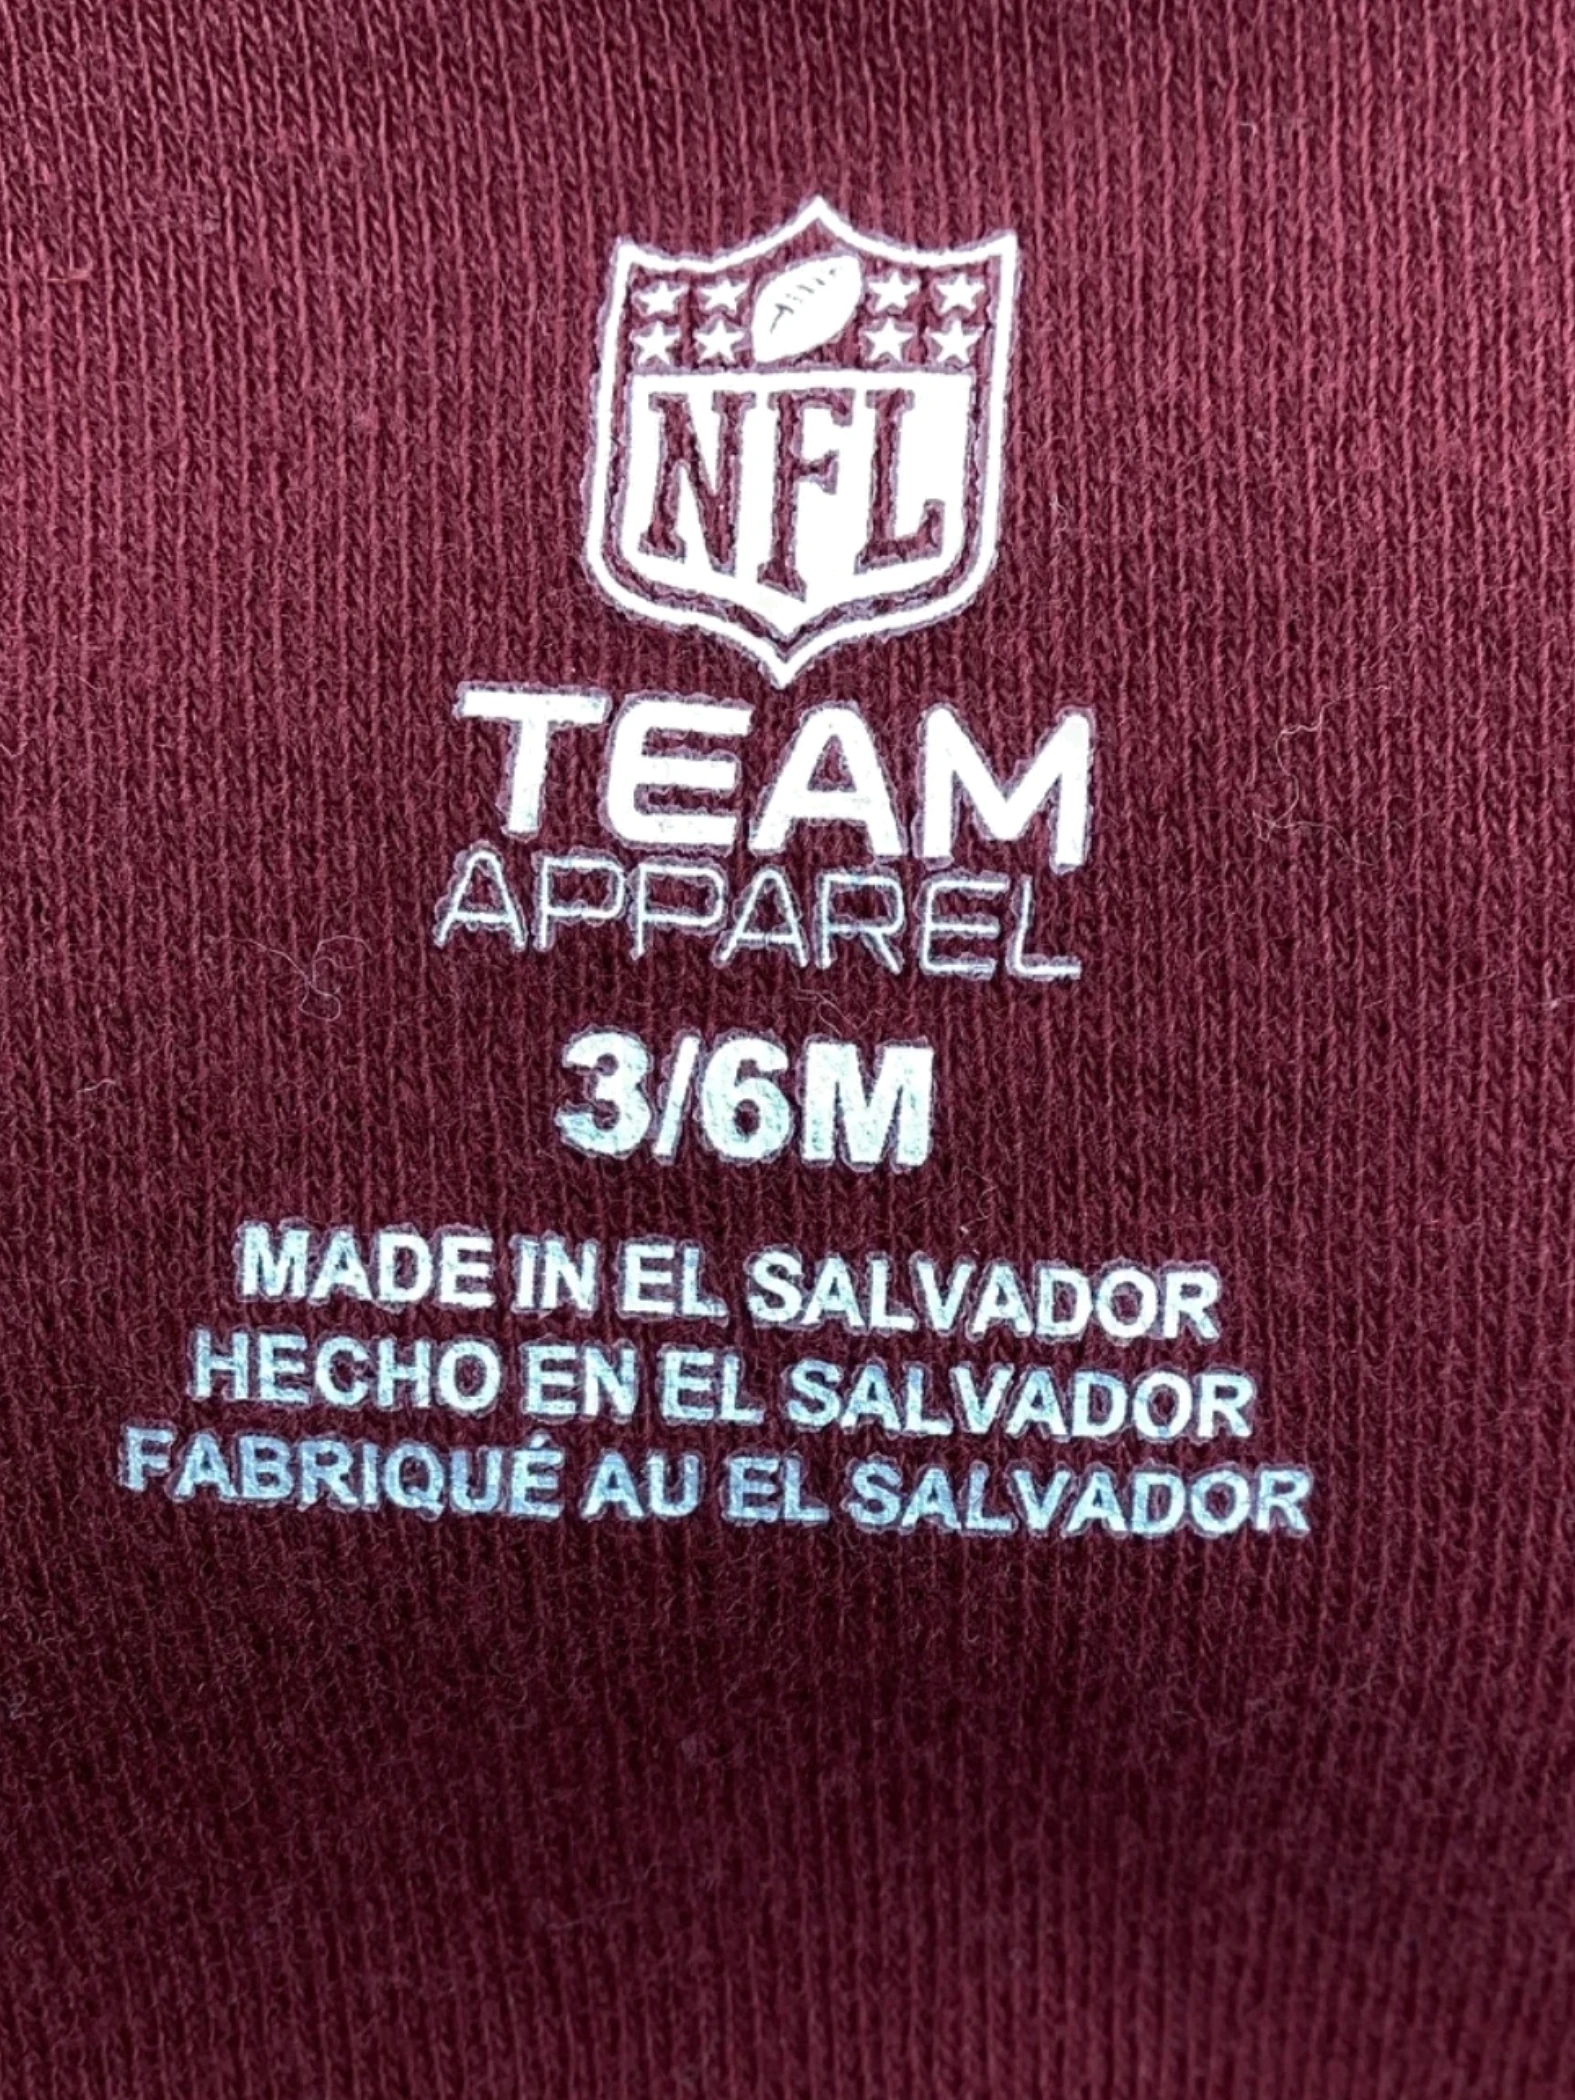 NFL
TEAM
APPAREL
3/6M
MADE IN EL SALVADOR
HECHO EN EL SALVADOR
FABRIQUÉ AU EL SALVADOR